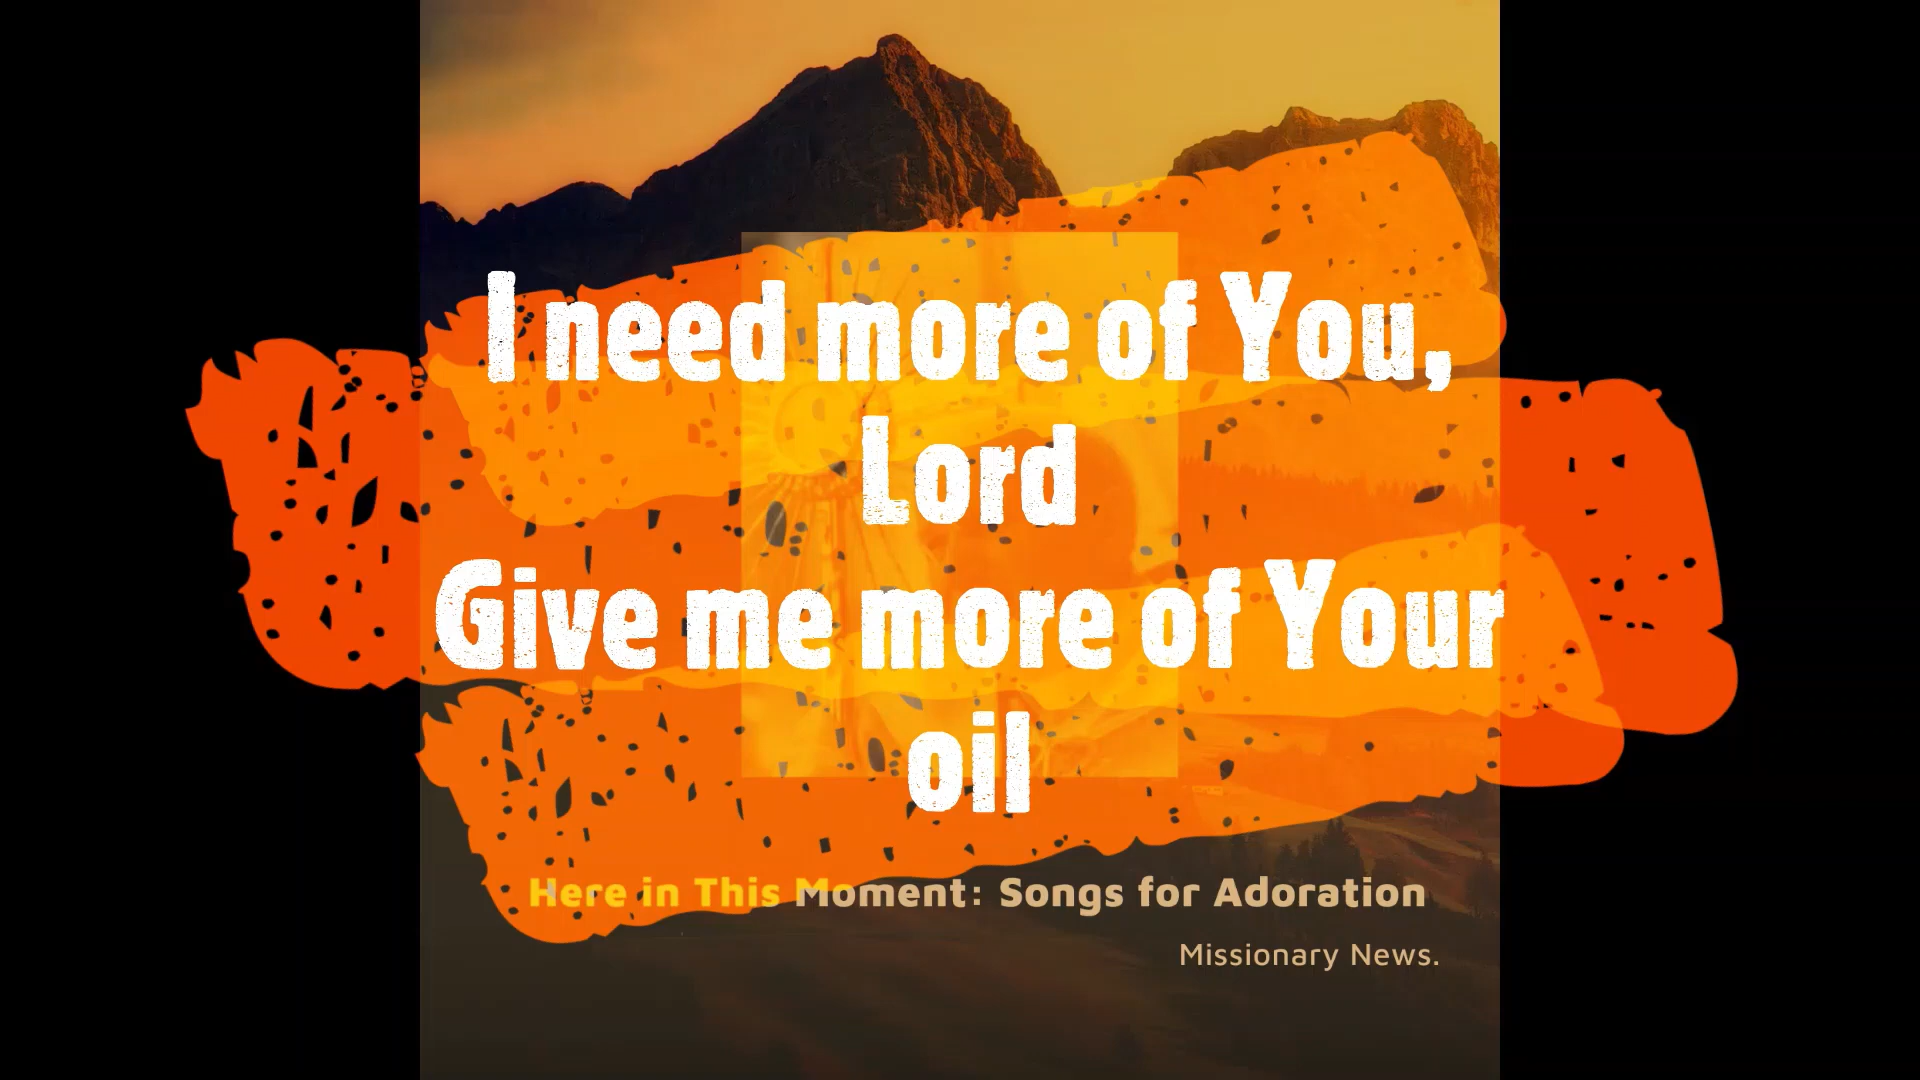 I need more of You,
Lord
Give me more of Your
oil
Here in This Moment: Songs for Adoration
Missionary News.